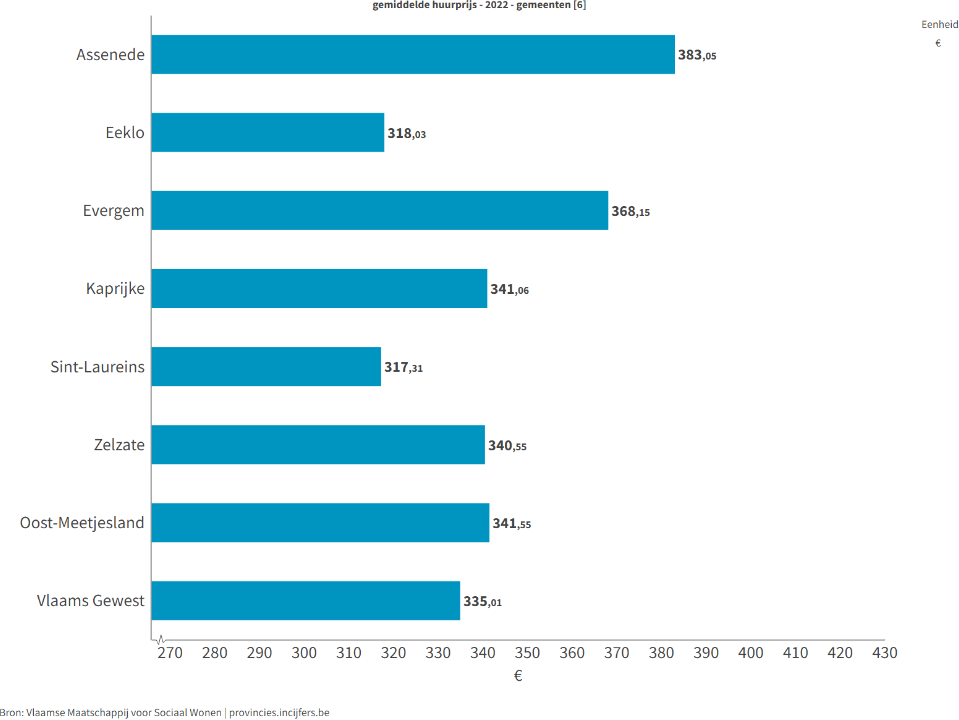 gemiddelde huurprijs - 2022 - gemeenten [6]
Eenheid
€
Assenede 383,05
Eeklo 318,03
Evergem 368,15
Kaprijke 341,06
Sint-Laureins 317,31
Zelzate 340,55
Oost-Meetjesland 341,55
Vlaams Gewest 335,01
270 280 290 300 310 320 330 340 350 360 370 380 390 400 410 420 430
€
Bron: Vlaamse Maatschappij voor Sociaal Wonen | provincies.incijfers.be